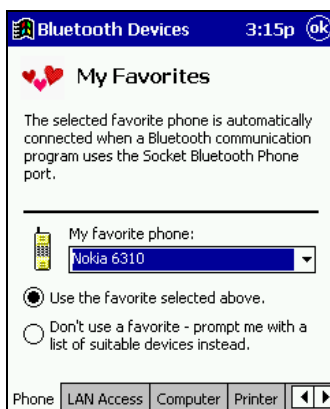 Bluetooth Devices 3:15p ok
My Favorites
The selected favorite phone is automatically
connected when a Bluetooth communication
program uses the Socket Bluetooth Phone
port.
My favorite phone:
Nokia 6310
Use the favorite selected above.
Don't use a favorite - prompt me with a
list of suitable devices instead.
Phone LAN Access Computer Printer